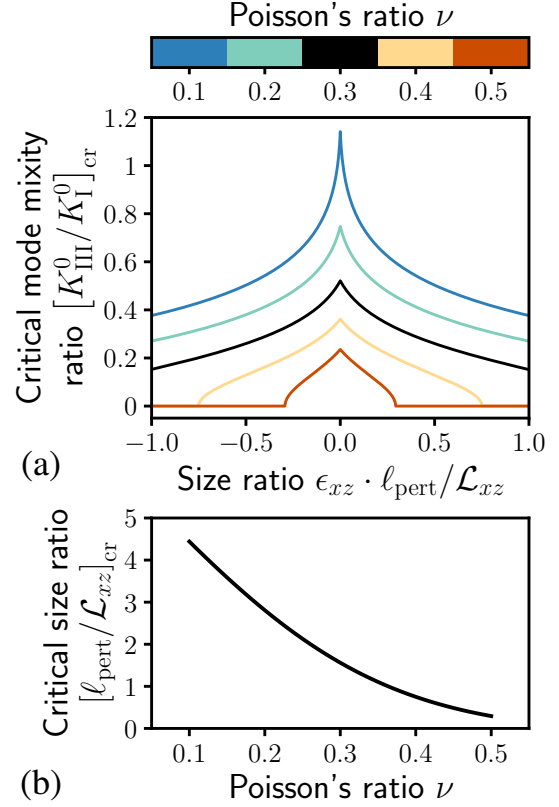 Poisson's ratio ν
0.1 0.2 0.3 0.4 0.5
Critical mode mixity
ratio [K⁰_III/K⁰_I]_cr
1.2
1
0.8
0.6
0.4
0.2
0
−1.0 −0.5 0.0 0.5 1.0
(a)
Size ratio ϵ_xz · ℓ_pert/𝓛_xz
Critical size ratio
[ℓ_pert/𝓛_xz]_cr
5
4
3
2
1
0
0.1 0.2 0.3 0.4 0.5
(b)
Poisson's ratio ν